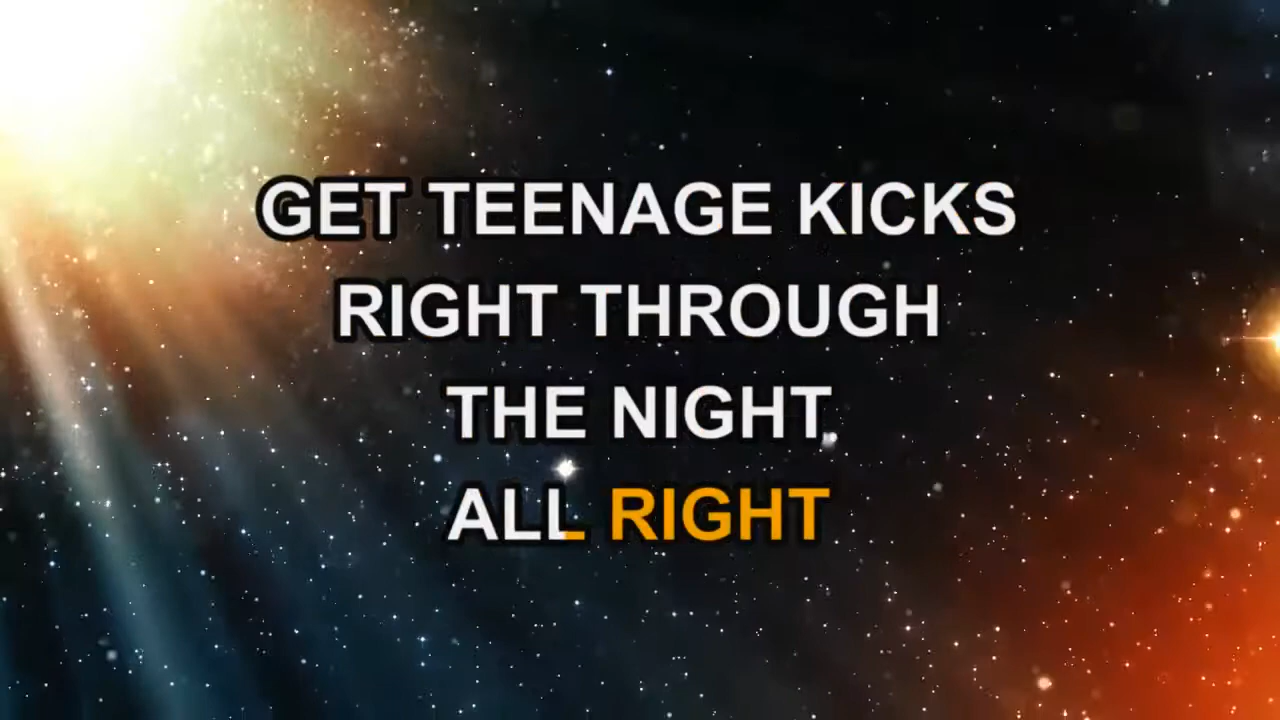 GET TEENAGE KICKS
RIGHT THROUGH
THE NIGHT
ALL RIGHT